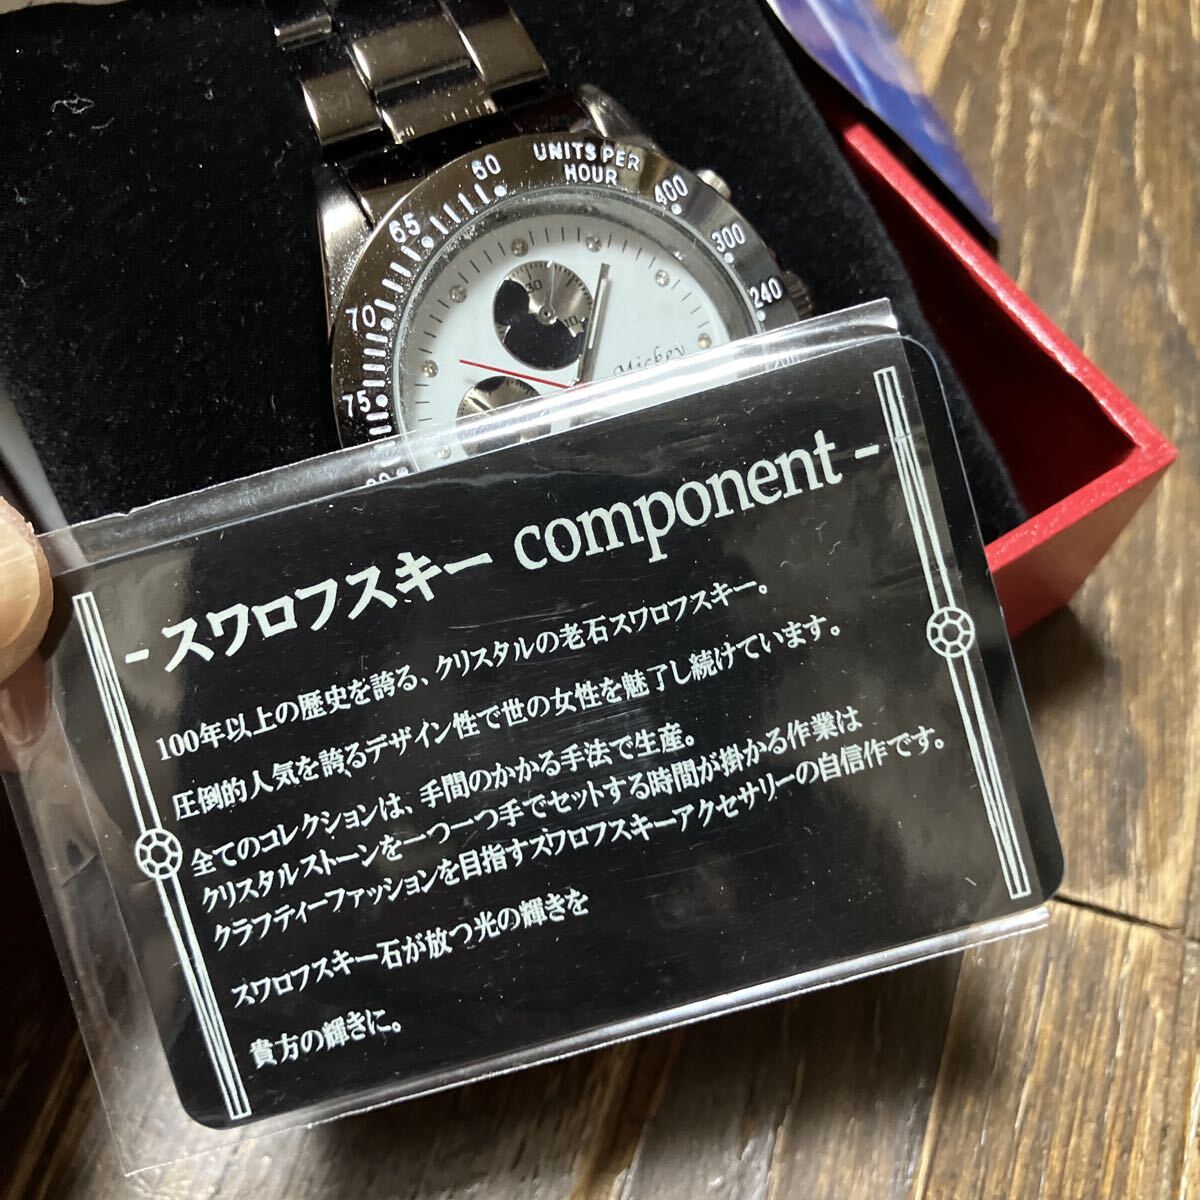 UNITS PER
HOUR
60
65
70
75
400
300
240
30
10
Mickey
- スワロフスキー component -
100年以上の歴史を誇る、クリスタルの老石スワロフスキー。
圧倒的人気を誇るデザイン性で世の女性を魅了し続けています。
全てのコレクションは、手間のかかる手法で生産。
クリスタルストーンを一つ一つ手でセットする時間が掛かる作業は
クラフティーファッションを目指すスワロフスキーアクセサリーの自信作です。
スワロフスキー石が放つ光の輝きを
貴方の輝きに。